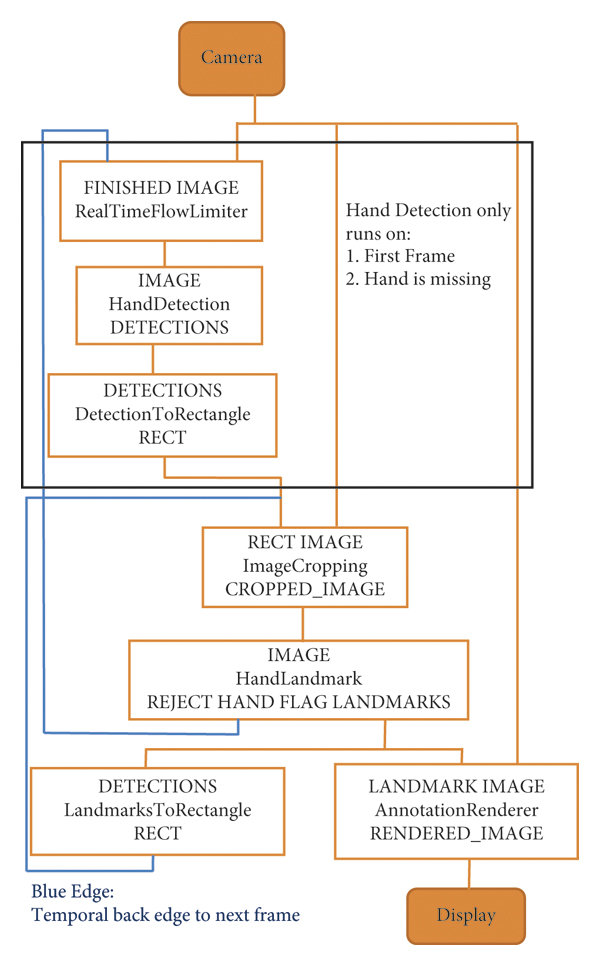 Camera
FINISHED IMAGE
RealTimeFlowLimiter
Hand Detection only
runs on:
1. First Frame
2. Hand is missing
IMAGE
HandDetection
DETECTIONS
DETECTIONS
DetectionToRectangle
RECT
RECT IMAGE
ImageCropping
CROPPED_IMAGE
IMAGE
HandLandmark
REJECT HAND FLAG LANDMARKS
DETECTIONS
LandmarksToRectangle
RECT
LANDMARK IMAGE
AnnotationRenderer
RENDERED_IMAGE
Blue Edge:
Temporal back edge to next frame
Display